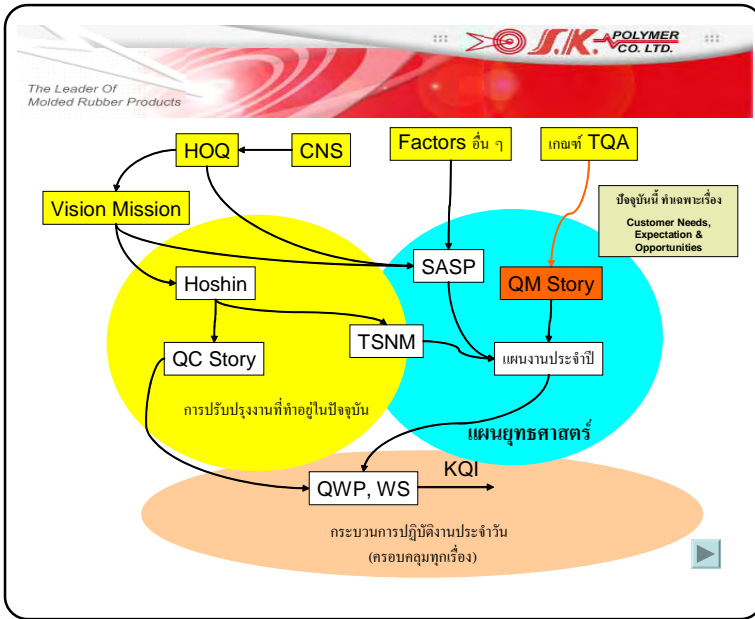 S.K. POLYMER
CO. LTD.
The Leader Of
Molded Rubber Products
HOQ
CNS
Factors อื่น ๆ
เกณฑ์ TQA
Vision Mission
ปัจจุบันนี้ ทำเฉพาะเรื่อง
Customer Needs,
Expectation &
Opportunities
SASP
Hoshin
QM Story
TSNM
QC Story
แผนงานประจำปี
การปรับปรุงงานที่ทำอยู่ในปัจจุบัน
แผนยุทธศาสตร์
KQI
QWP, WS
กระบวนการปฏิบัติงานประจำวัน
(ครอบคลุมทุกเรื่อง)